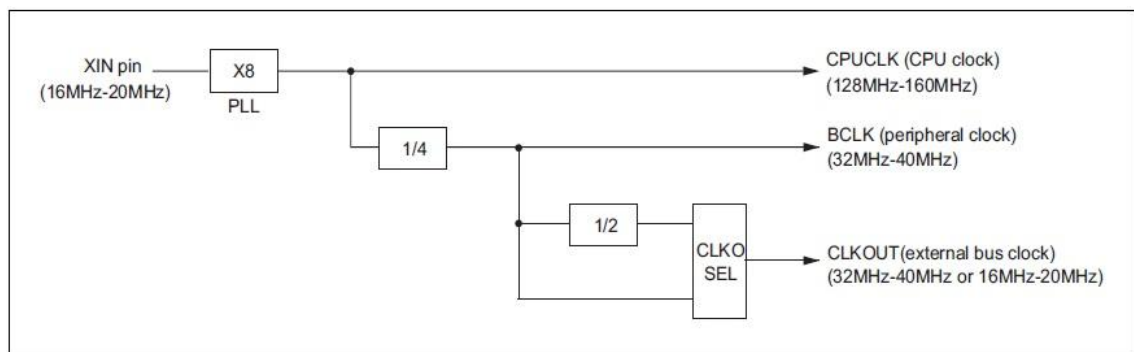 XIN pin
(16MHz-20MHz)
X8
PLL
CPUCLK (CPU clock)
(128MHz-160MHz)
1/4
BCLK (peripheral clock)
(32MHz-40MHz)
1/2
CLKO
SEL
CLKOUT(external bus clock)
(32MHz-40MHz or 16MHz-20MHz)